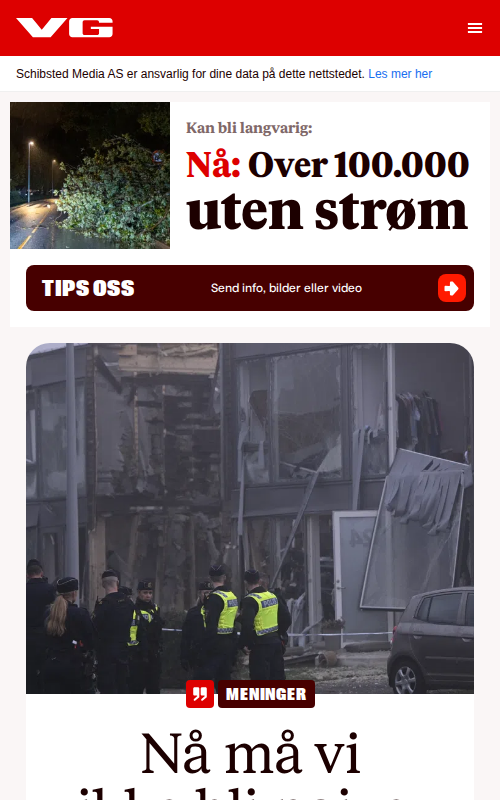 VG
Schibsted Media AS er ansvarlig for dine data på dette nettstedet. Les mer her
Kan bli langvarig:
Nå: Over 100.000
uten strøm
TIPS OSS
Send info, bilder eller video
MENINGER
Nå må vi